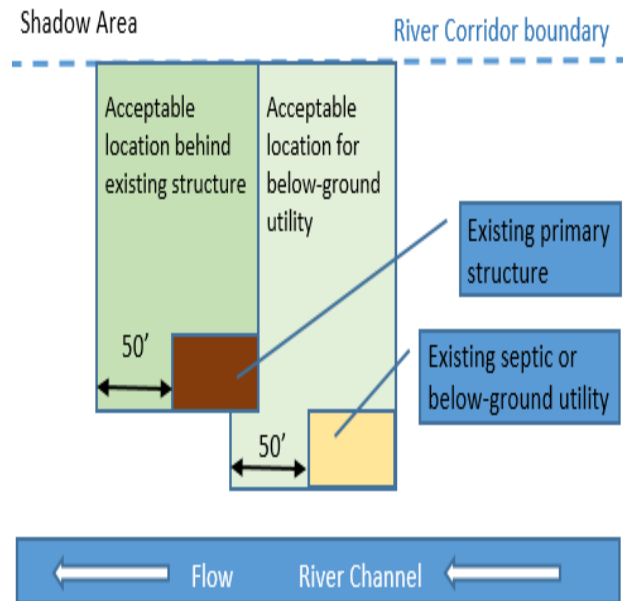 Shadow Area
River Corridor boundary
Acceptable
location behind
existing structure
Acceptable
location for
below-ground
utility
Existing primary
structure
50’
Existing septic or
below-ground utility
50’
Flow
River Channel